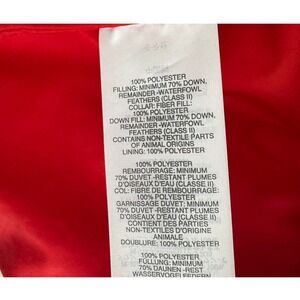 100% POLYESTER
FILLING: MINIMUM 70% DOWN,
REMAINDER -WATERFOWL
FEATHERS (CLASS II)
COLLAR: FIBER FILL:
100% POLYESTER
DOWN FILL: MINIMUM 70% DOWN,
REMAINDER -WATERFOWL
FEATHERS (CLASS II)
CONTAINS NON-TEXTILE PARTS
OF ANIMAL ORIGINS
LINING: 100% POLYESTER
100% POLYESTER
REMBOURRAGE: MINIMUM
70% DUVET -RESTANT PLUMES
D'OISEAUX D'EAU (CLASSE II)
COL: FIBRE DE REMBOURRAGE:
100% POLYESTER
GARNISSAGE DUVET: MINIMUM
70% DUVET -RESTANT PLUMES
D'OISEAUX D'EAU (CLASSE II)
CONTIENT DES PARTIES
NON-TEXTILES D'ORIGINE
ANIMALE
DOUBLURE: 100% POLYESTER
100% POLYESTER
FÜLLUNG: MINIMUM
70% DAUNEN -REST
WASSERVOGELFEDERN